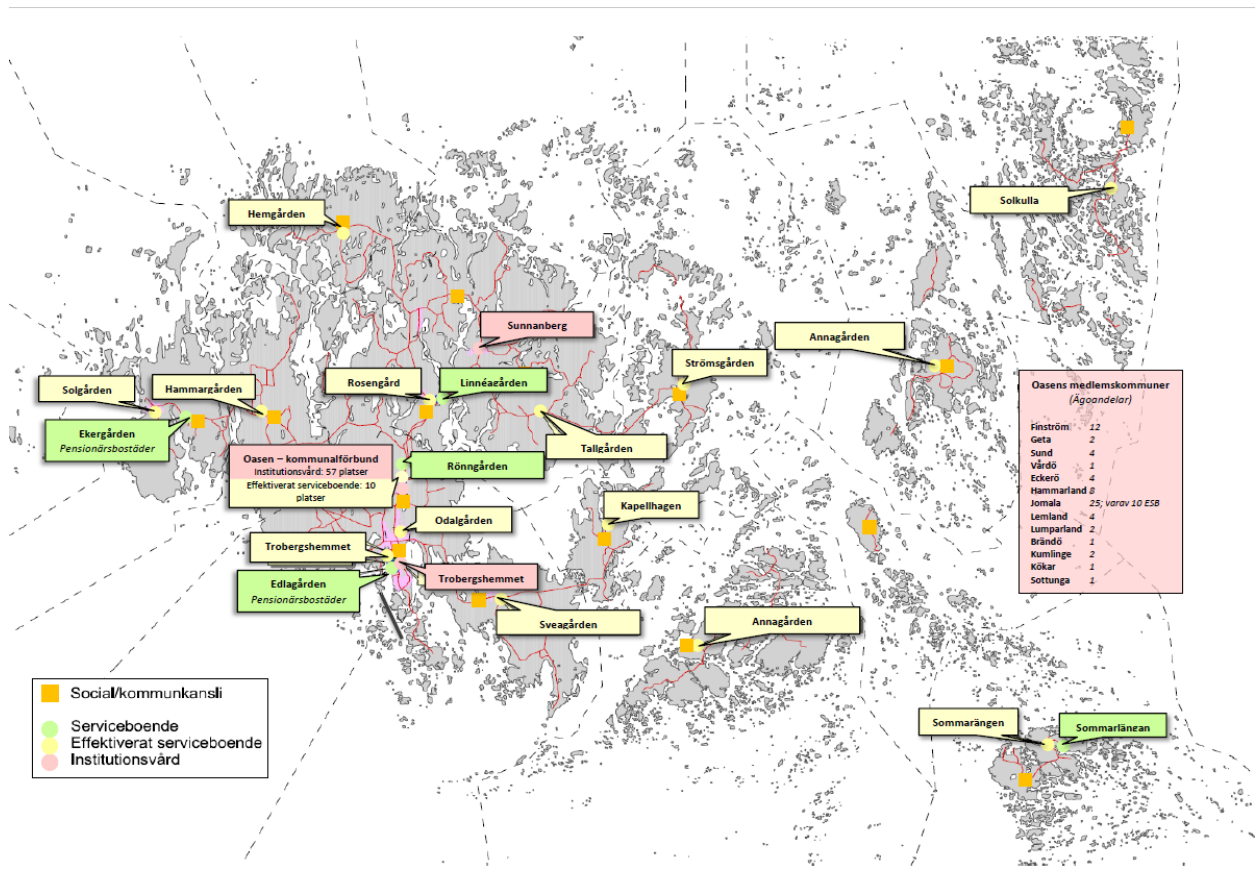 Hemgården
Solkulla
Sunnanberg
Annagården
Strömsgården
Rosengård
Linnéagården
Solgården
Hammargården
Ekergården
Pensionärsbostäder
Tallgården
Oasen – kommunalförbund
Institutionsvård: 57 platser
Effektiverat serviceboende: 10
platser
Rönngården
Odalgården
Kapellhagen
Trobergshemmet
Trobergshemmet
Edlagården
Pensionärsbostäder
Sveagården
Annagården
Oasens medlemskommuner
(Ägoandelar)
Finström 12
Geta 2
Sund 4
Vårdö 1
Eckerö 4
Hammarland 8
Jomala 25; varav 10 ESB
Lemland 4
Lumparland 2
Brändö 1
Kumlinge 2
Kökar 1
Sottunga 1
Sommarängen
Sommarlängan
Social/kommunkansli
Serviceboende
Effektiverat serviceboende
Institutionsvård